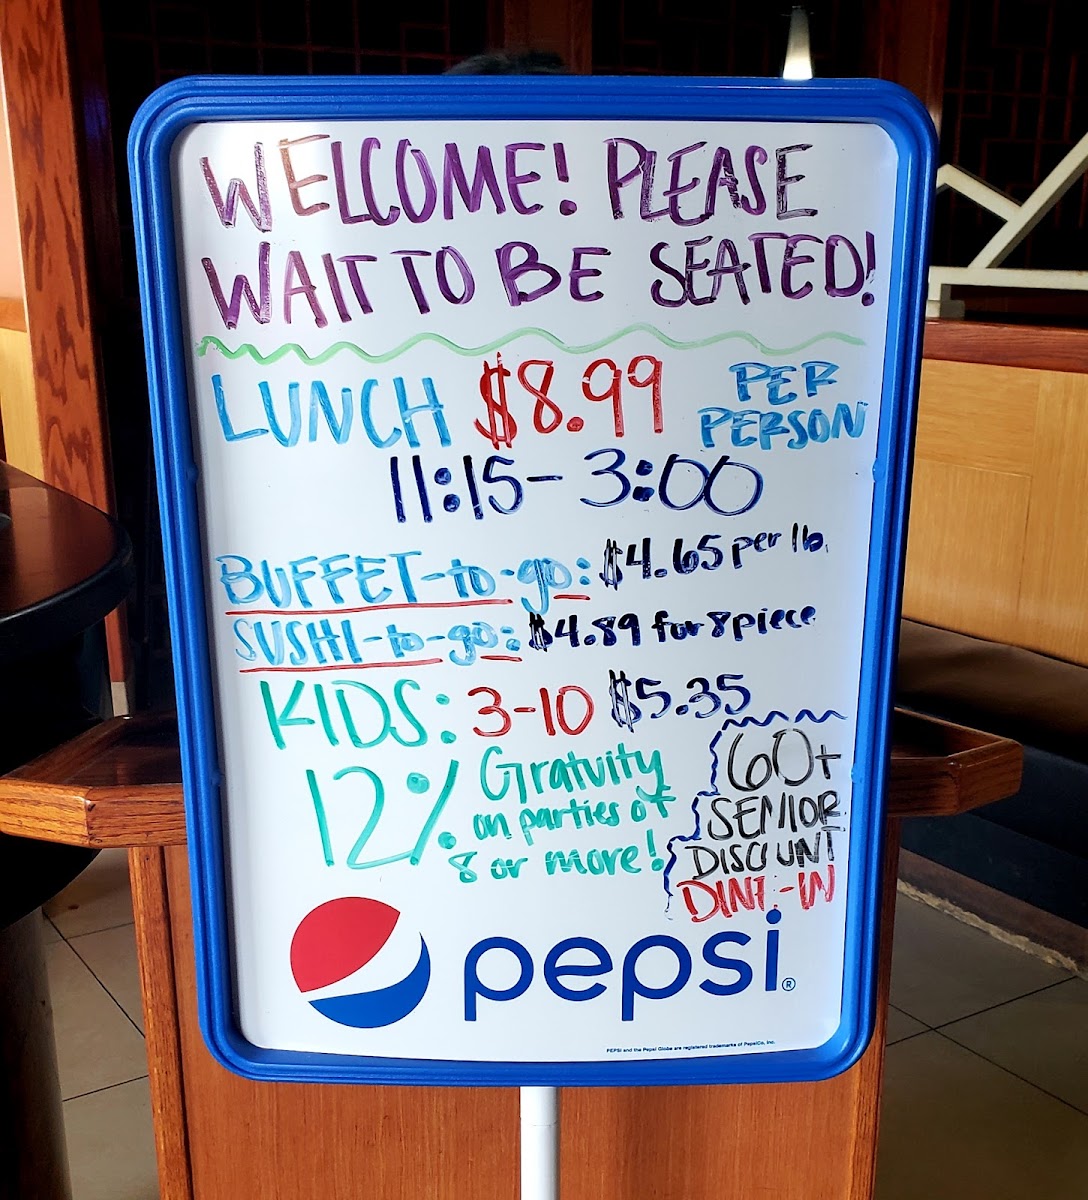 WELCOME! PLEASE
WAIT TO BE SEATED!
LUNCH $8.99 PER PERSON
11:15 - 3:00
BUFFET-to-go: $4.65 per lb.
SUSHI-to-go: $4.89 for 8 piece
KIDS: 3-10 $5.35
12% Gratuity
on parties of
8 or more!
60+
SENIOR
DISCOUNT
DINE-IN
pepsi®
PEPSI and the Pepsi Globe are registered trademarks of PepsiCo, Inc.